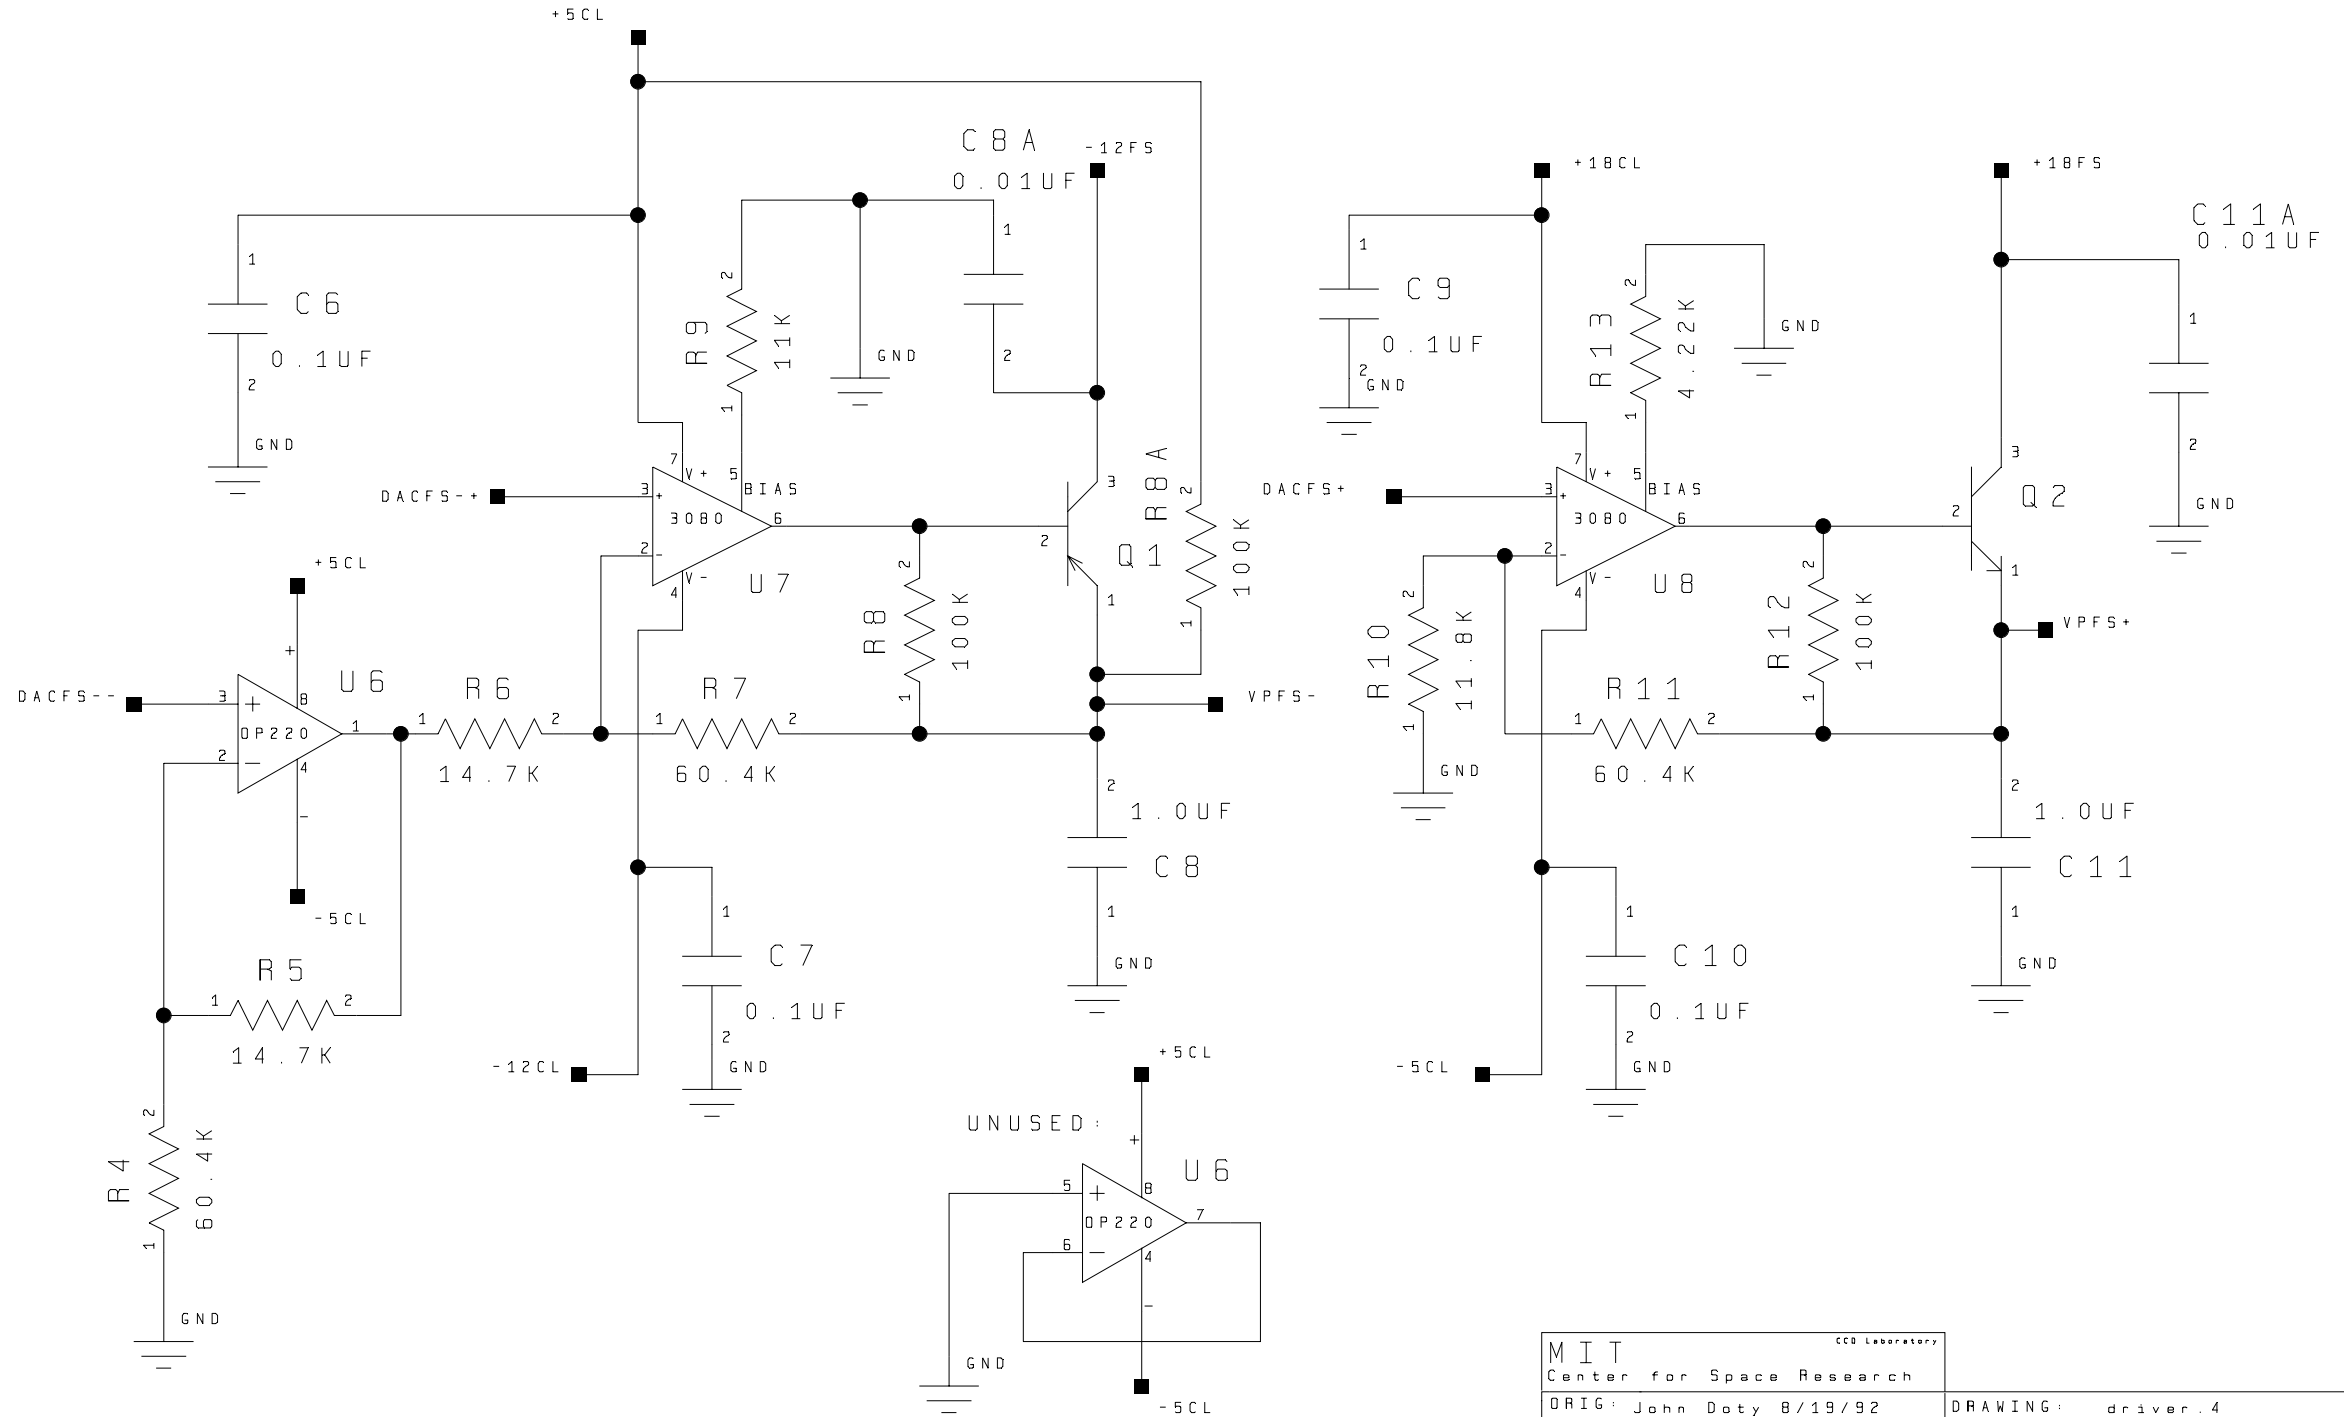 +5CL
C8A
0.01UF
-12FS
+18CL
+18FS
C11A
0.01UF
1
C6
0.1UF
2
GND
2
R9
11K
1
GND
1
2
1
C9
0.1UF
2
GND
2
R13
4.22K
1
GND
1
2
GND
DACFS-+
3
+
7
V+
5
BIAS
3080
6
2
-
V-
4
U7
2
3
Q1
1
R8A
2
100K
1
DACFS+
3
+
7
V+
5
BIAS
3080
6
2
-
V-
4
U8
2
3
Q2
1
VPFS+
+5CL
+
U6
DACFS--
3
+
8
OP220
1
2
-
4
-
-5CL
R6
1
2
14.7K
R7
1
2
60.4K
R8
2
100K
1
VPFS-
R10
2
11.8K
1
GND
R11
1
2
60.4K
R12
2
100K
1
2
1.0UF
C8
1
GND
2
1.0UF
C11
1
GND
R5
1
2
14.7K
1
C7
0.1UF
2
GND
-12CL
1
C10
0.1UF
2
GND
-5CL
R4
2
60.4K
1
GND
UNUSED:
+5CL
+
U6
5
+
8
OP220
7
6
-
4
-
GND
-5CL
CCD Laboratory
MIT
Center for Space Research
ORIG: John Doty 8/19/92
DRAWING: driver.4